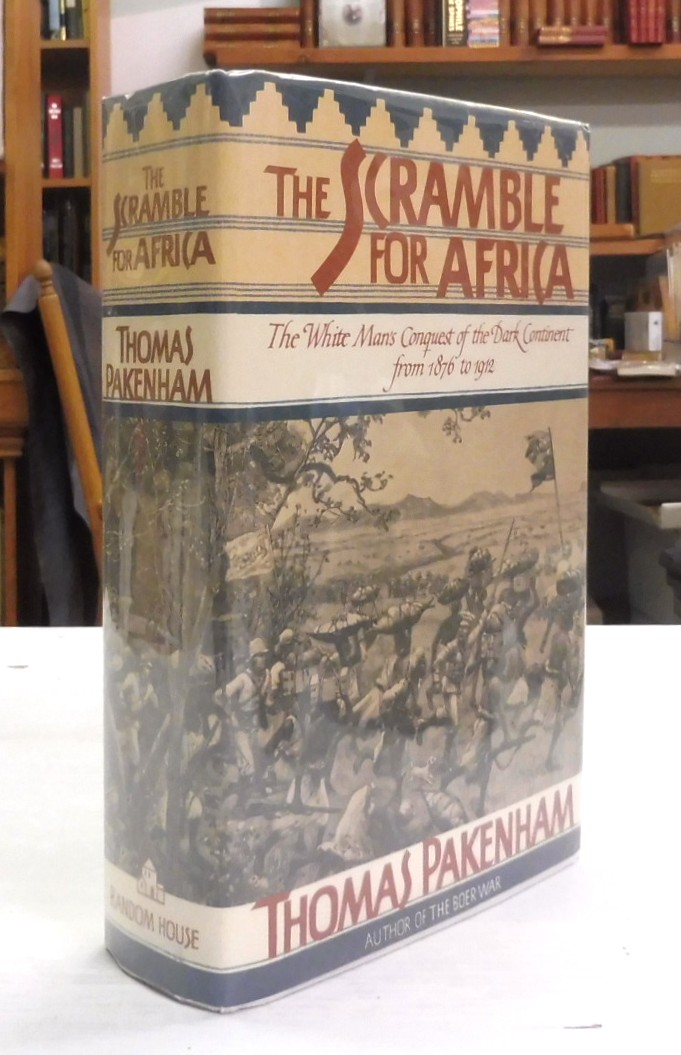 THE
SCRAMBLE
FOR AFRICA
THOMAS
PAKENHAM
RANDOM HOUSE
THE SCRAMBLE
FOR AFRICA
The White Man's Conquest of the Dark Continent
from 1876 to 1912
THOMAS PAKENHAM
AUTHOR OF THE BOER WAR